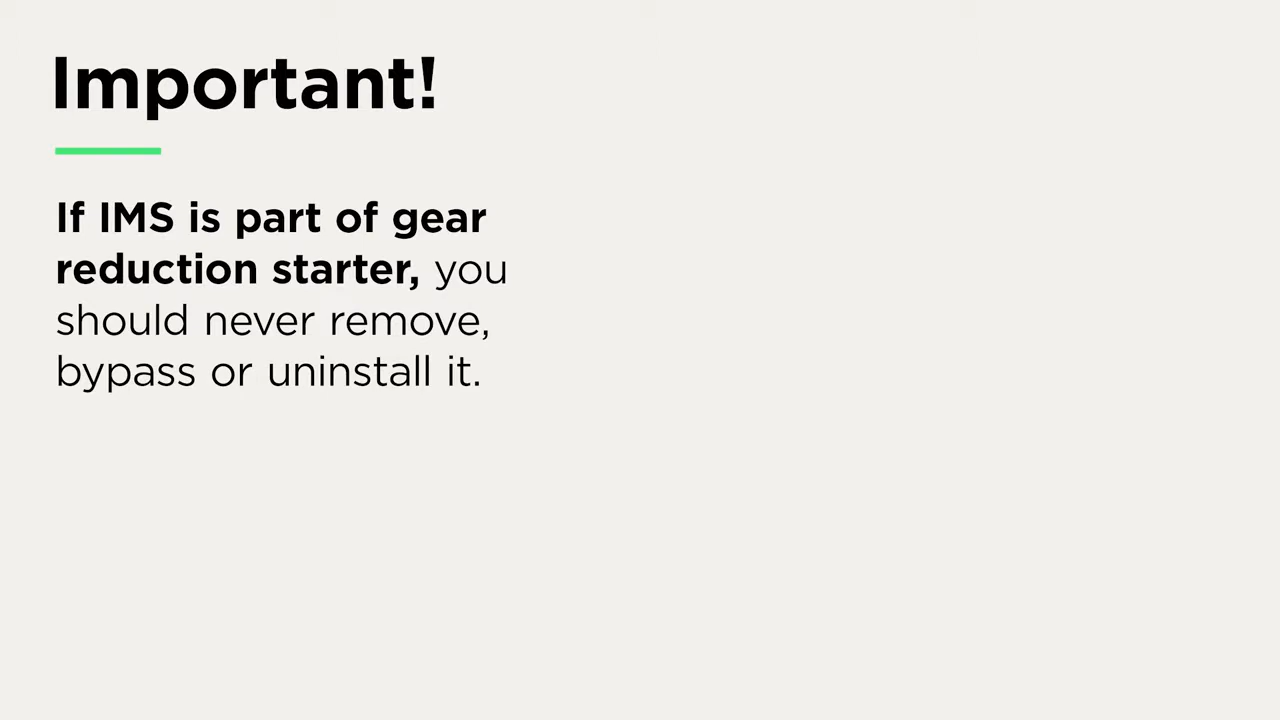 Important!
If IMS is part of gear
reduction starter, you
should never remove,
bypass or uninstall it.